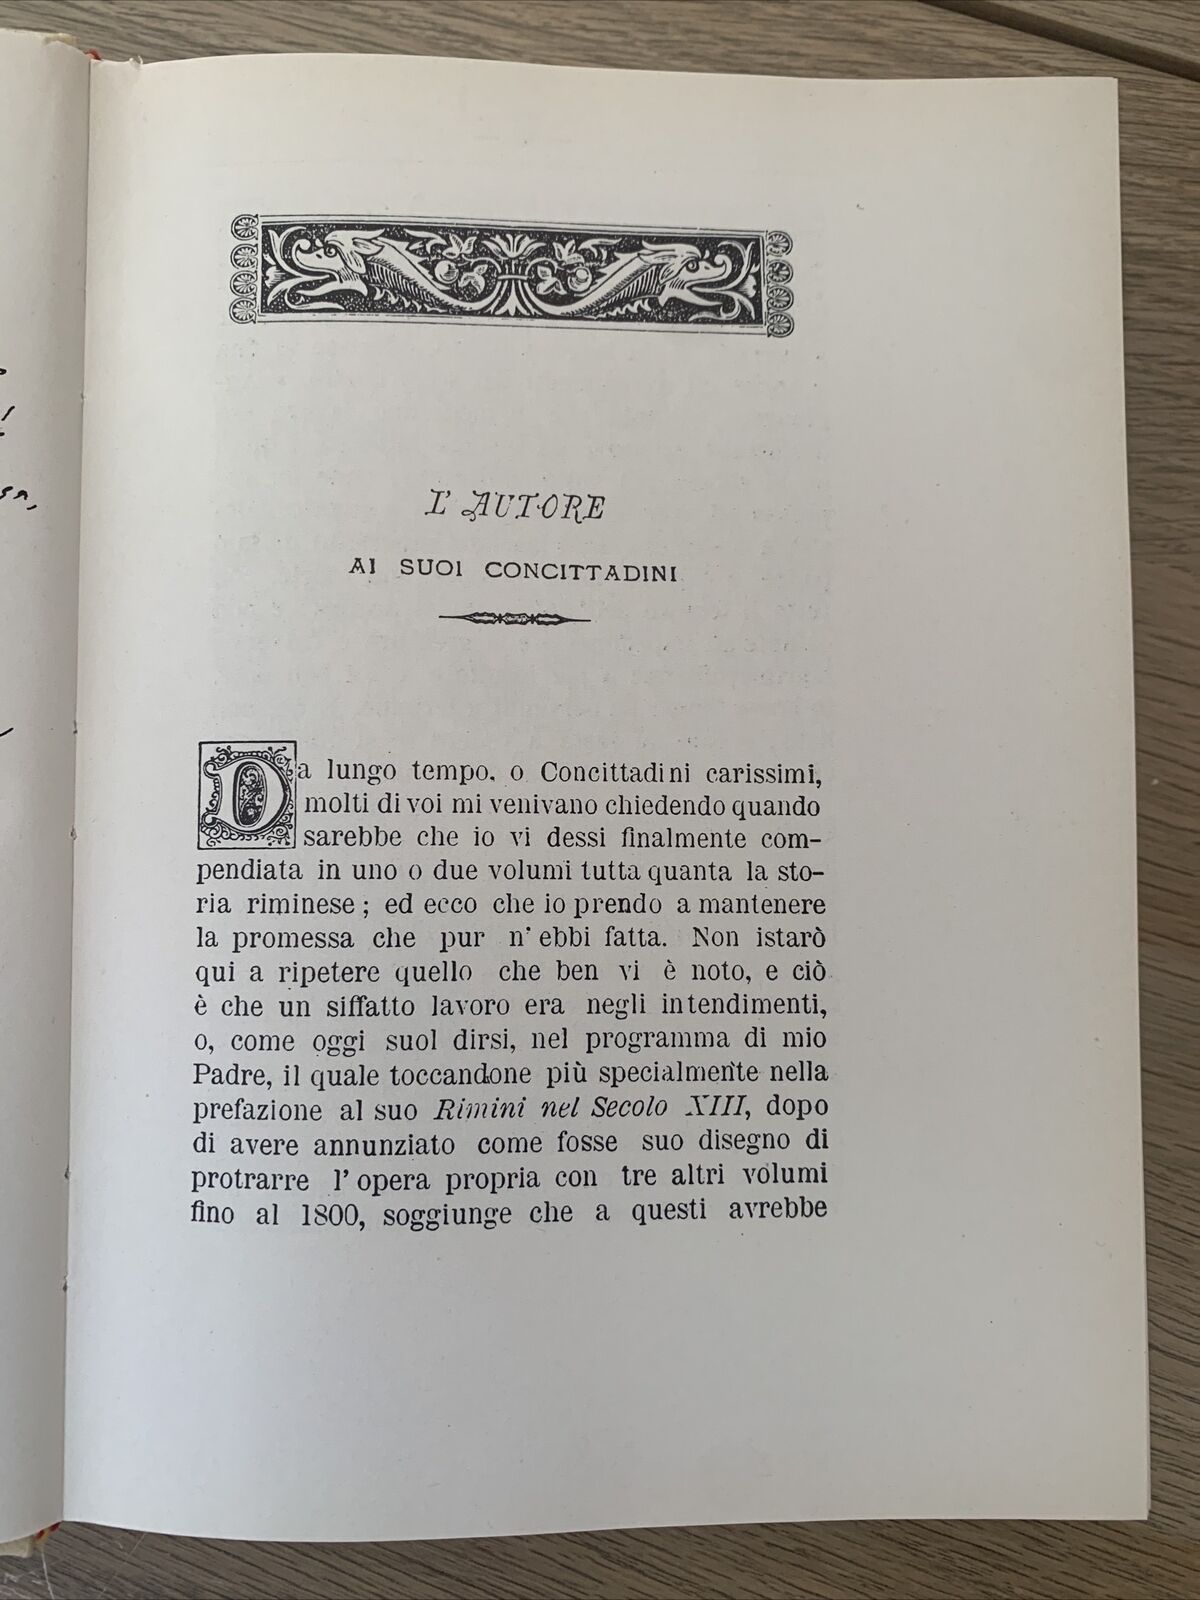 L' AUTORE
AI SUOI CONCITTADINI
Da lungo tempo, o Concittadini carissimi,
molti di voi mi venivano chiedendo quando
sarebbe che io vi dessi finalmente com-
pendiata in uno o due volumi tutta quanta la sto-
ria riminese; ed ecco che io prendo a mantenere
la promessa che pur n' ebbi fatta. Non istarò
qui a ripetere quello che ben vi è noto, e ciò
è che un siffatto lavoro era negli intendimenti,
o, come oggi suol dirsi, nel programma di mio
Padre, il quale toccandone più specialmente nella
prefazione al suo Rimini nel Secolo XIII, dopo
di avere annunziato come fosse suo disegno di
protrarre l' opera propria con tre altri volumi
fino al 1800, soggiunge che a questi avrebbe